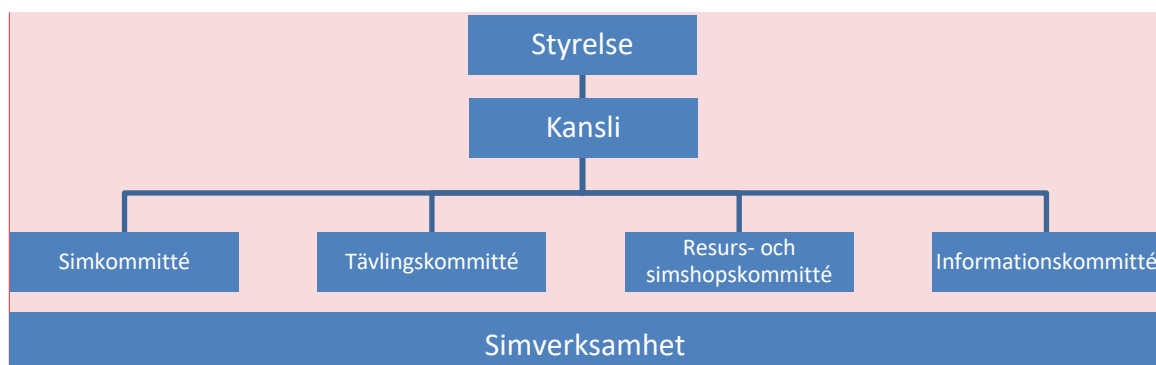 Styrelse
Kansli
Simkommitté
Tävlingskommitté
Resurs- och
simshopskommitté
Informationskommitté
Simverksamhet